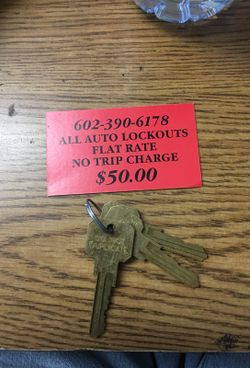 602-390-6178
ALL AUTO LOCKOUTS
FLAT RATE
NO TRIP CHARGE
$50.00